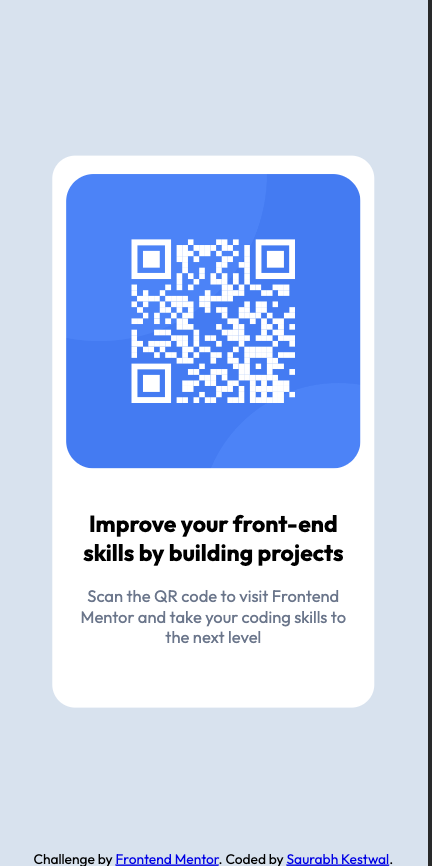 Improve your front-end
skills by building projects
Scan the QR code to visit Frontend
Mentor and take your coding skills to
the next level
Challenge by Frontend Mentor. Coded by Saurabh Kestwal.